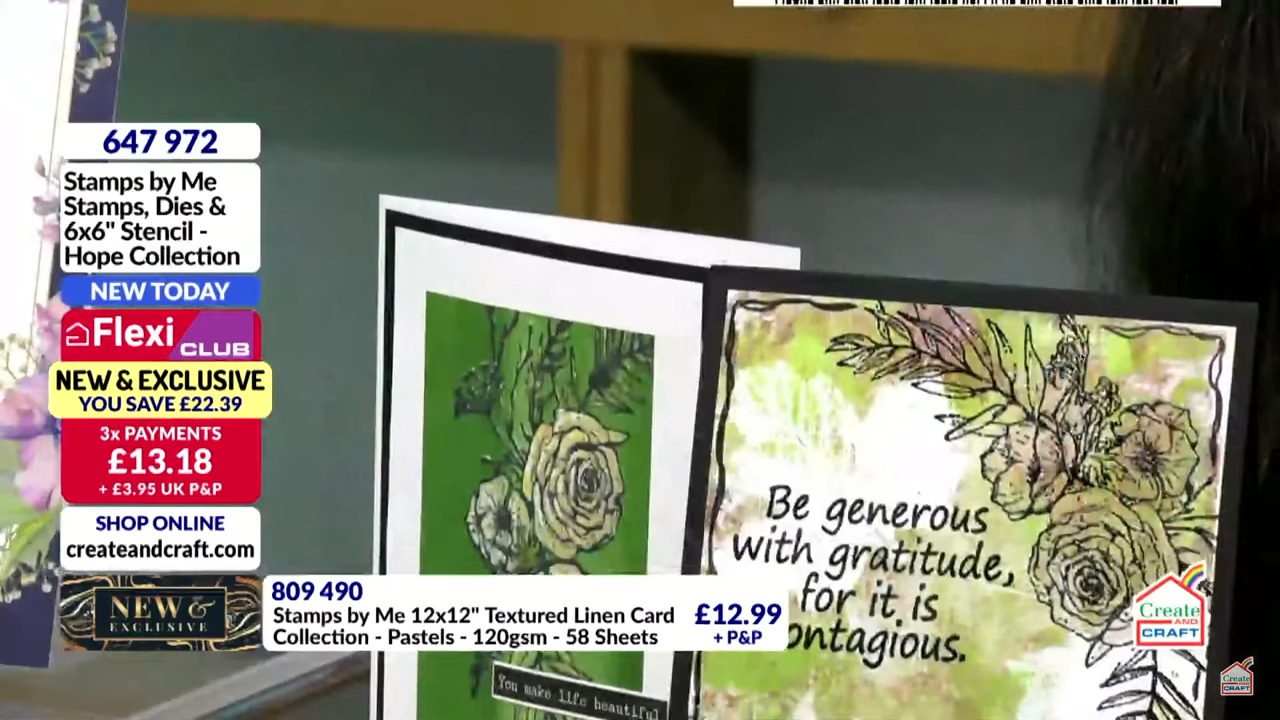 647 972
Stamps by Me
Stamps, Dies &
6x6" Stencil -
Hope Collection
NEW TODAY
Flexi
CLUB
NEW & EXCLUSIVE
YOU SAVE £22.39
3x PAYMENTS
£13.18
+ £3.95 UK P&P
SHOP ONLINE
createandcraft.com
NEW &
EXCLUSIVE
809 490
Stamps by Me 12x12" Textured Linen Card
Collection - Pastels - 120gsm - 58 Sheets
£12.99
+ P&P
You make life beautiful
Be generous
with gratitude,
for it is
ontagious.
Create
AND
CRAFT
Create
AND
CRAFT